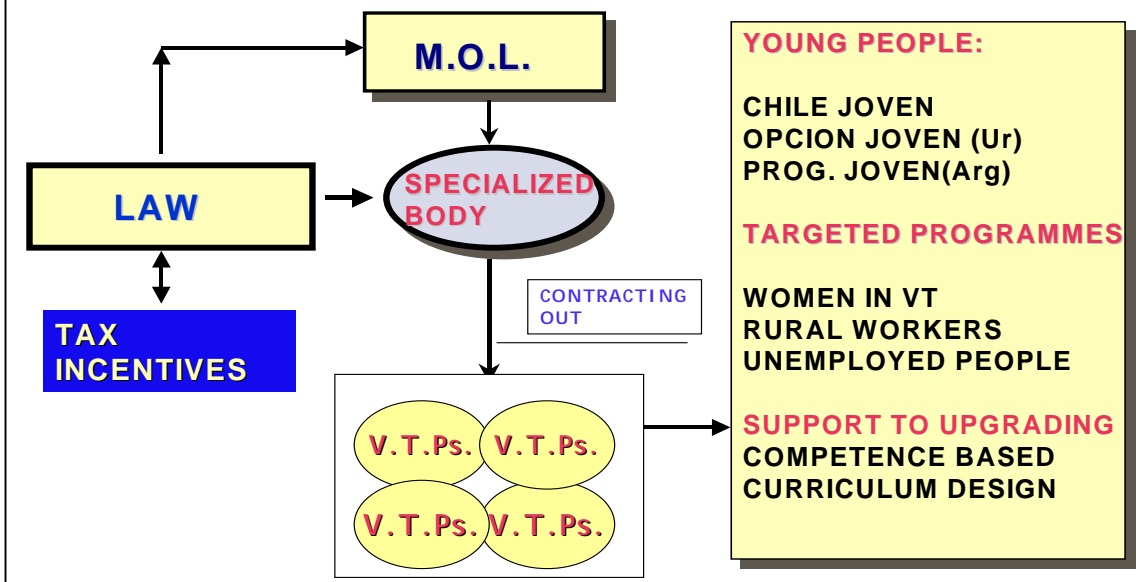 M.O.L.
LAW
SPECIALIZED
BODY
TAX
INCENTIVES
CONTRACTING
OUT
V.T.Ps. V.T.Ps.
V.T.Ps. V.T.Ps.
YOUNG PEOPLE:
CHILE JOVEN
OPCION JOVEN (Ur)
PROG. JOVEN(Arg)
TARGETED PROGRAMMES
WOMEN IN VT
RURAL WORKERS
UNEMPLOYED PEOPLE
SUPPORT TO UPGRADING
COMPETENCE BASED
CURRICULUM DESIGN